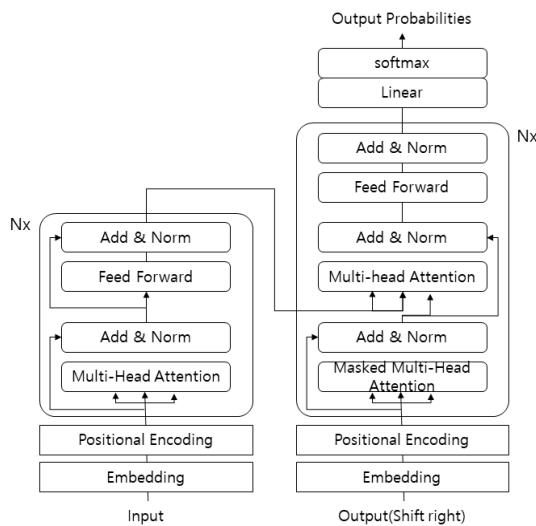 Output Probabilities
softmax
Linear
Nx
Add & Norm
Feed Forward
Add & Norm
Multi-head Attention
Add & Norm
Masked Multi-Head
Attention
Positional Encoding
Embedding
Output(Shift right)
Nx
Add & Norm
Feed Forward
Add & Norm
Multi-Head Attention
Positional Encoding
Embedding
Input